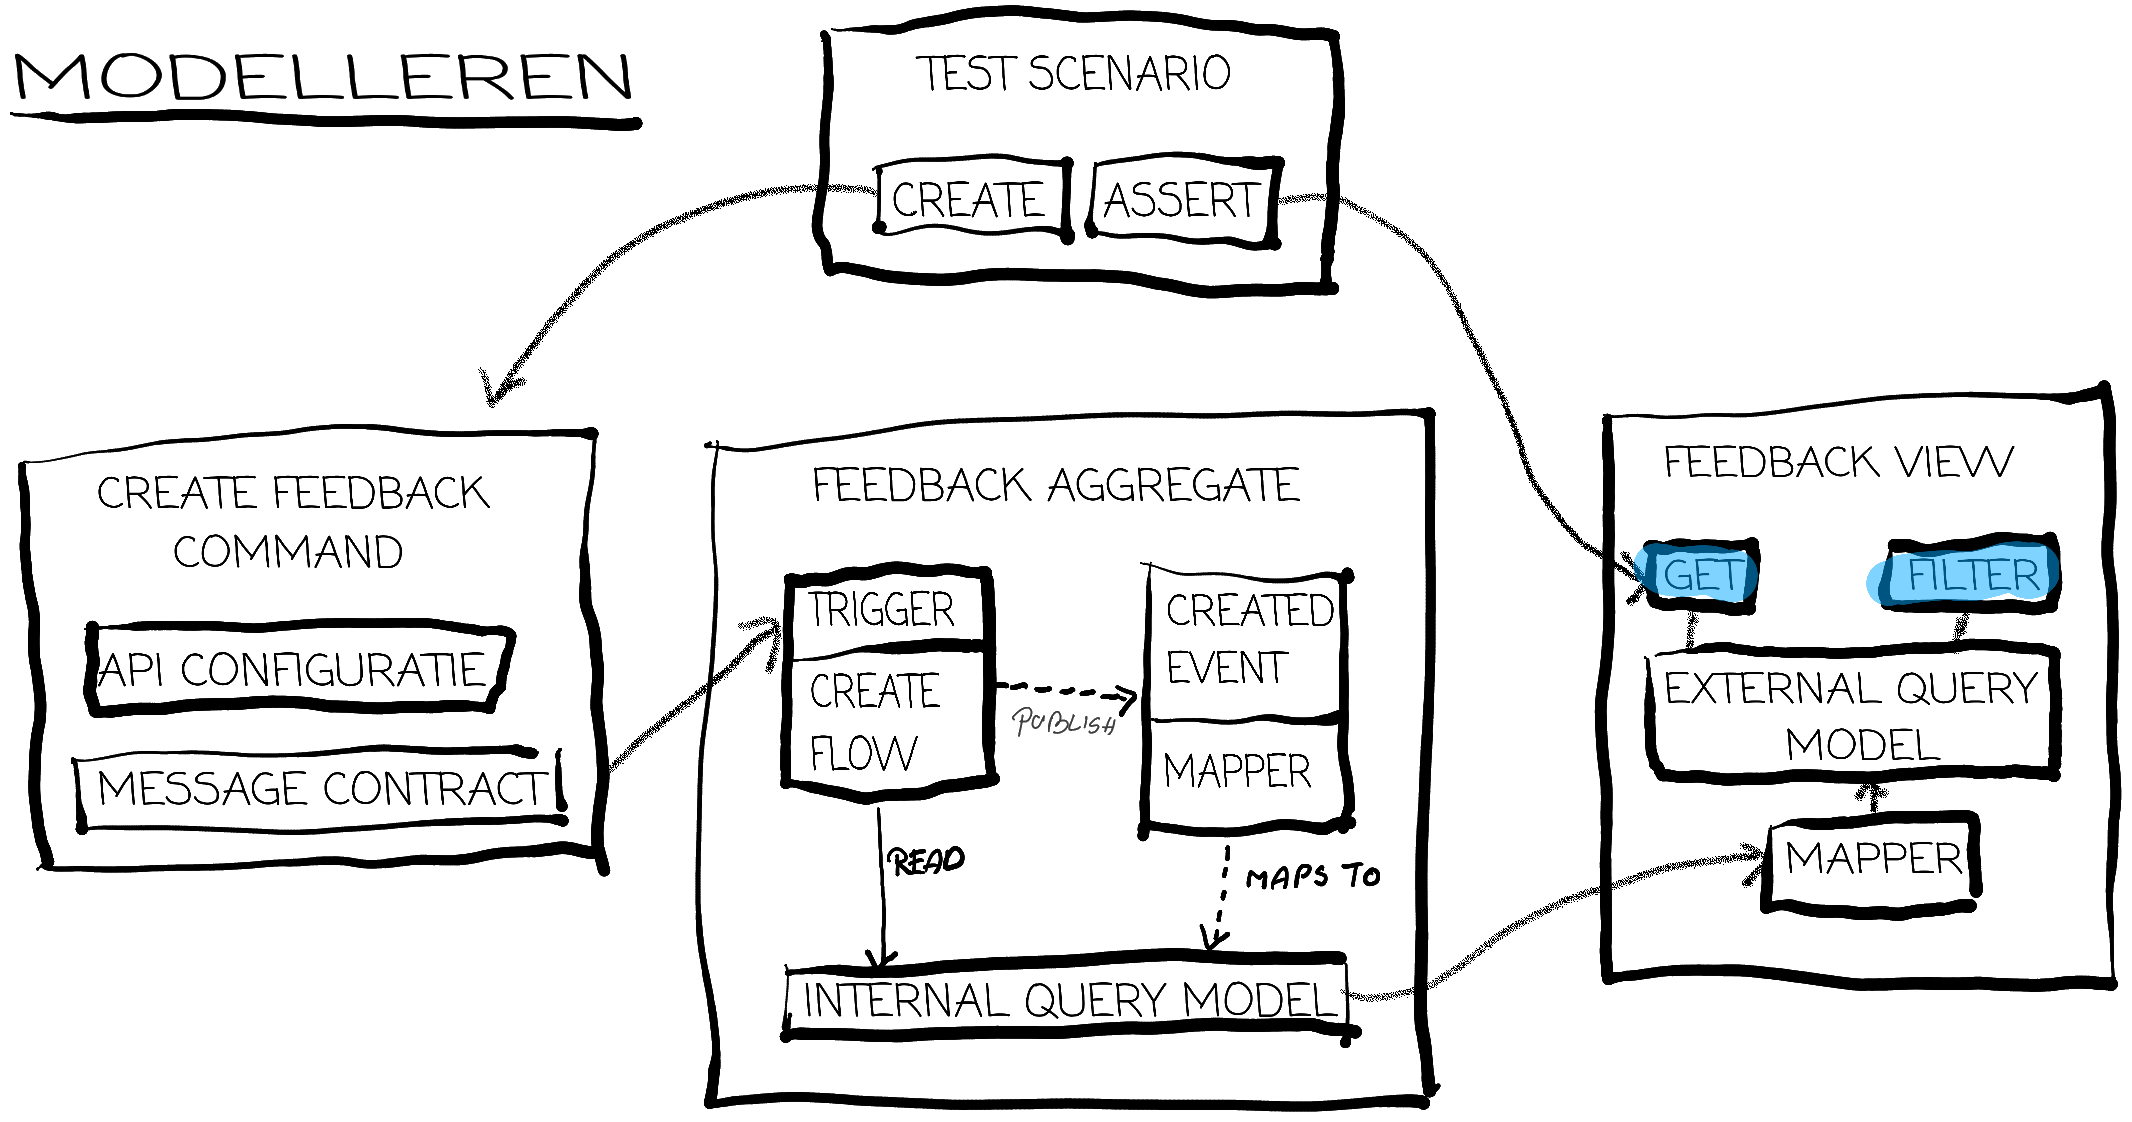 MODELLEREN
TEST SCENARIO
CREATE
ASSERT
CREATE FEEDBACK
COMMAND
API CONFIGURATIE
MESSAGE CONTRACT
FEEDBACK AGGREGATE
TRIGGER
CREATE
FLOW
PUBLISH
CREATED
EVENT
MAPPER
READ
MAPS TO
INTERNAL QUERY MODEL
FEEDBACK VIEW
GET
FILTER
EXTERNAL QUERY
MODEL
MAPPER